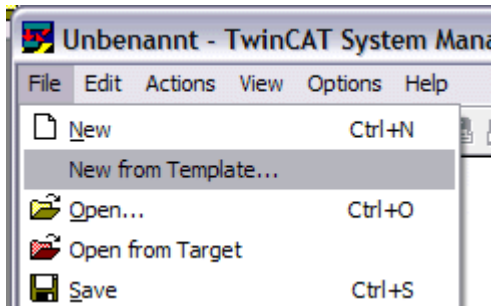 Unbenannt - TwinCAT System
File Edit Actions View Options Help
New Ctrl+N
New from Template...
Open... Ctrl+O
Open from Target
Save Ctrl+S